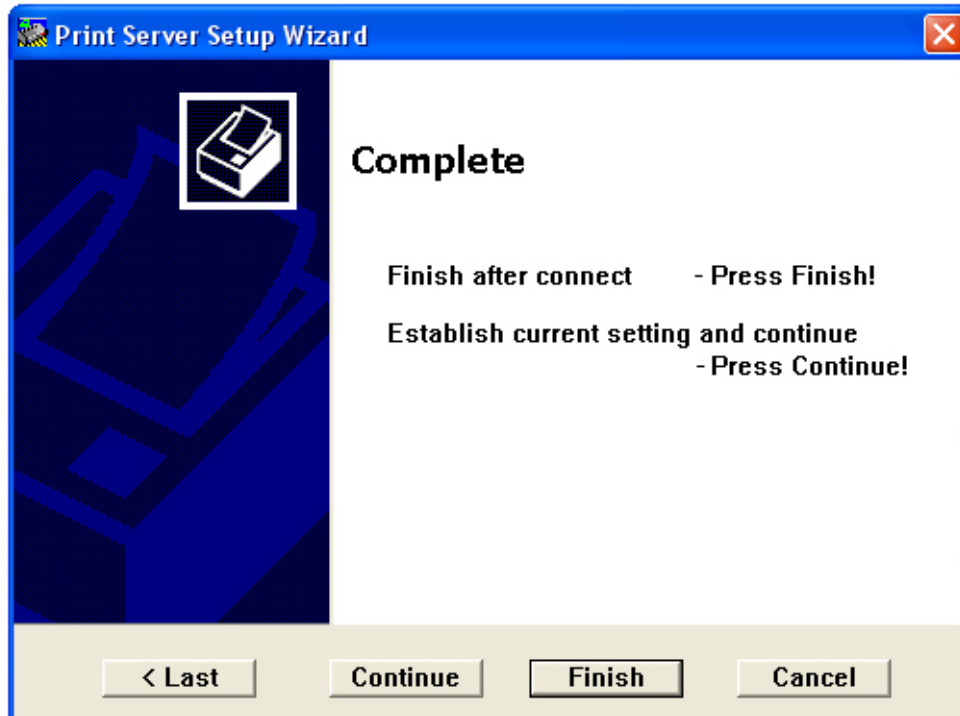 Print Server Setup Wizard
Complete
Finish after connect - Press Finish!
Establish current setting and continue
- Press Continue!
< Last Continue Finish Cancel